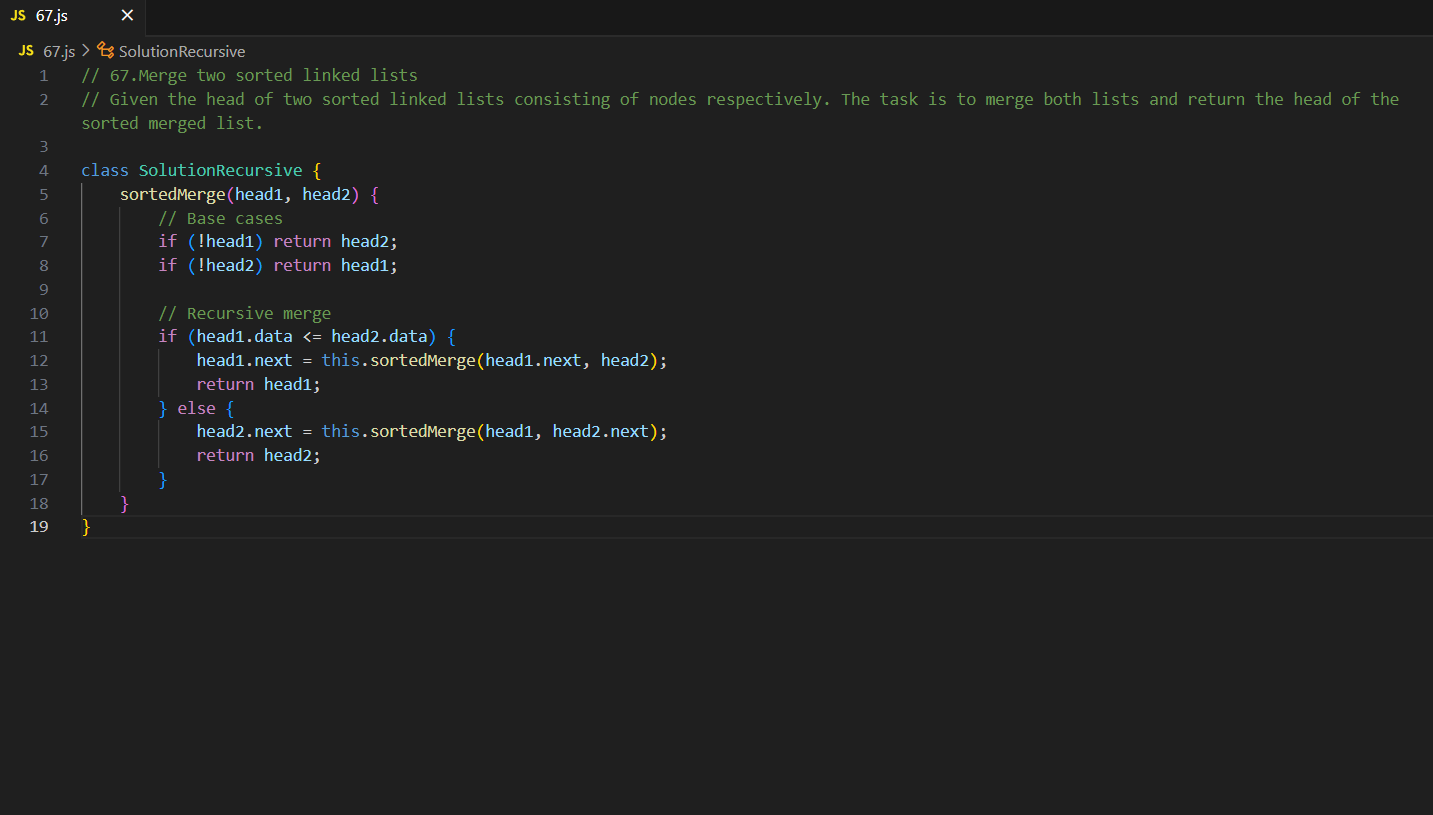 JS 67.js ×
JS 67.js > SolutionRecursive
1 // 67.Merge two sorted linked lists
2 // Given the head of two sorted linked lists consisting of nodes respectively. The task is to merge both lists and return the head of the
sorted merged list.
3
4 class SolutionRecursive {
5     sortedMerge(head1, head2) {
6         // Base cases
7         if (!head1) return head2;
8         if (!head2) return head1;
9
10         // Recursive merge
11         if (head1.data <= head2.data) {
12             head1.next = this.sortedMerge(head1.next, head2);
13             return head1;
14         } else {
15             head2.next = this.sortedMerge(head1, head2.next);
16             return head2;
17         }
18     }
19 }